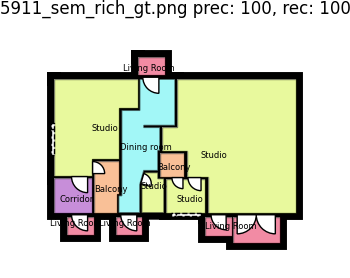 5911_sem_rich_gt.png prec: 100, rec: 100
Living Room
Studio
Dining room
Studio
Balcony
Balcony
Studio
Corridor
Studio
Living Room
Living Room
Living Room